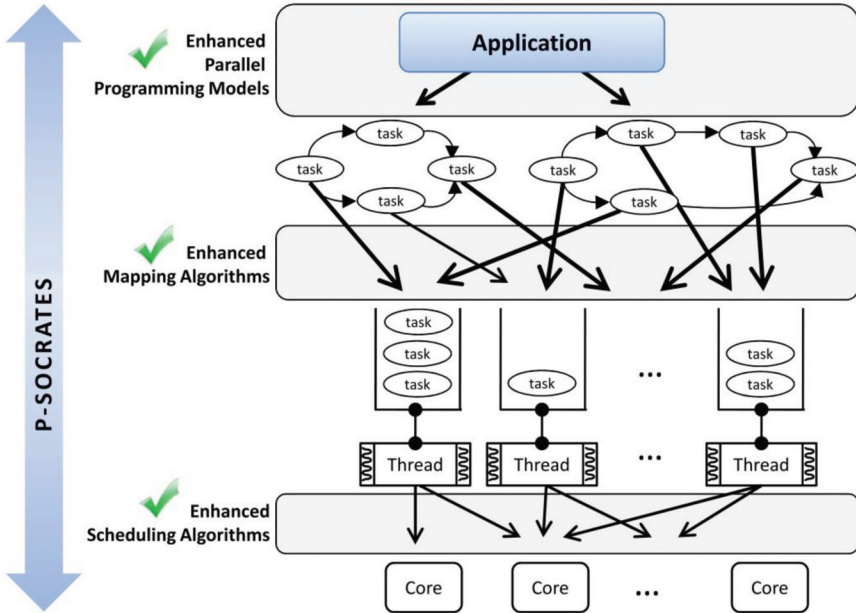 P-SOCRATES
Enhanced
Parallel
Programming Models
Application
task
task
task
task
task
task
task
task
task
Enhanced
Mapping Algorithms
task
task
task
task
task
task
...
...
Thread
Thread
Thread
Enhanced
Scheduling Algorithms
Core
Core
...
Core